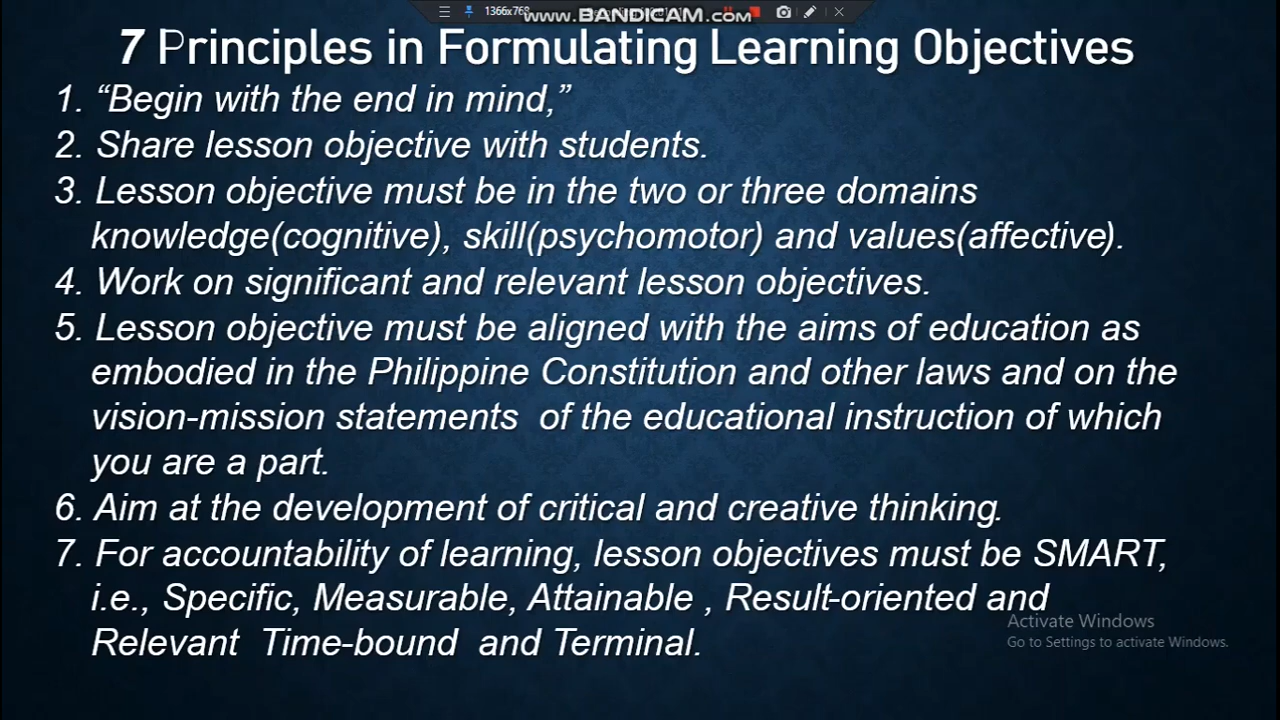 1366x768
www.BANDICAM.com
7 Principles in Formulating Learning Objectives
1. “Begin with the end in mind,”
2. Share lesson objective with students.
3. Lesson objective must be in the two or three domains
knowledge(cognitive), skill(psychomotor) and values(affective).
4. Work on significant and relevant lesson objectives.
5. Lesson objective must be aligned with the aims of education as
embodied in the Philippine Constitution and other laws and on the
vision-mission statements of the educational instruction of which
you are a part.
6. Aim at the development of critical and creative thinking.
7. For accountability of learning, lesson objectives must be SMART,
i.e., Specific, Measurable, Attainable , Result-oriented and
Relevant Time-bound and Terminal.
Activate Windows
Go to Settings to activate Windows.